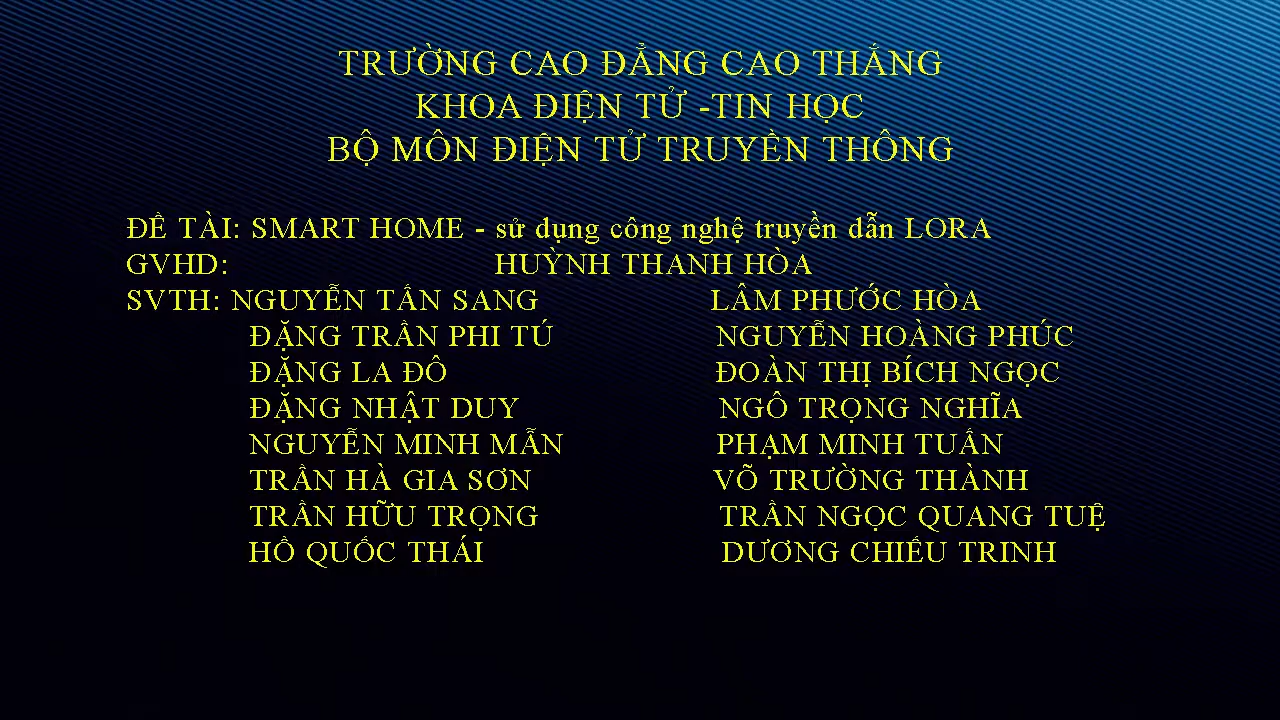 TRƯỜNG CAO ĐẲNG CAO THẮNG
KHOA ĐIỆN TỬ -TIN HỌC
BỘ MÔN ĐIỆN TỬ TRUYỀN THÔNG
ĐỀ TÀI: SMART HOME - sử dụng công nghệ truyền dẫn LORA
GVHD: HUỲNH THANH HÒA
SVTH: NGUYỄN TẤN SANG LÂM PHƯỚC HÒA
ĐẶNG TRẦN PHI TÚ NGUYỄN HOÀNG PHÚC
ĐẶNG LA ĐÔ ĐOÀN THỊ BÍCH NGỌC
ĐẶNG NHẬT DUY NGÔ TRỌNG NGHĨA
NGUYỄN MINH MẪN PHẠM MINH TUẤN
TRẦN HÀ GIA SƠN VÕ TRƯỜNG THÀNH
TRẦN HỮU TRỌNG TRẦN NGỌC QUANG TUỆ
HỒ QUỐC THÁI DƯƠNG CHIẾU TRINH